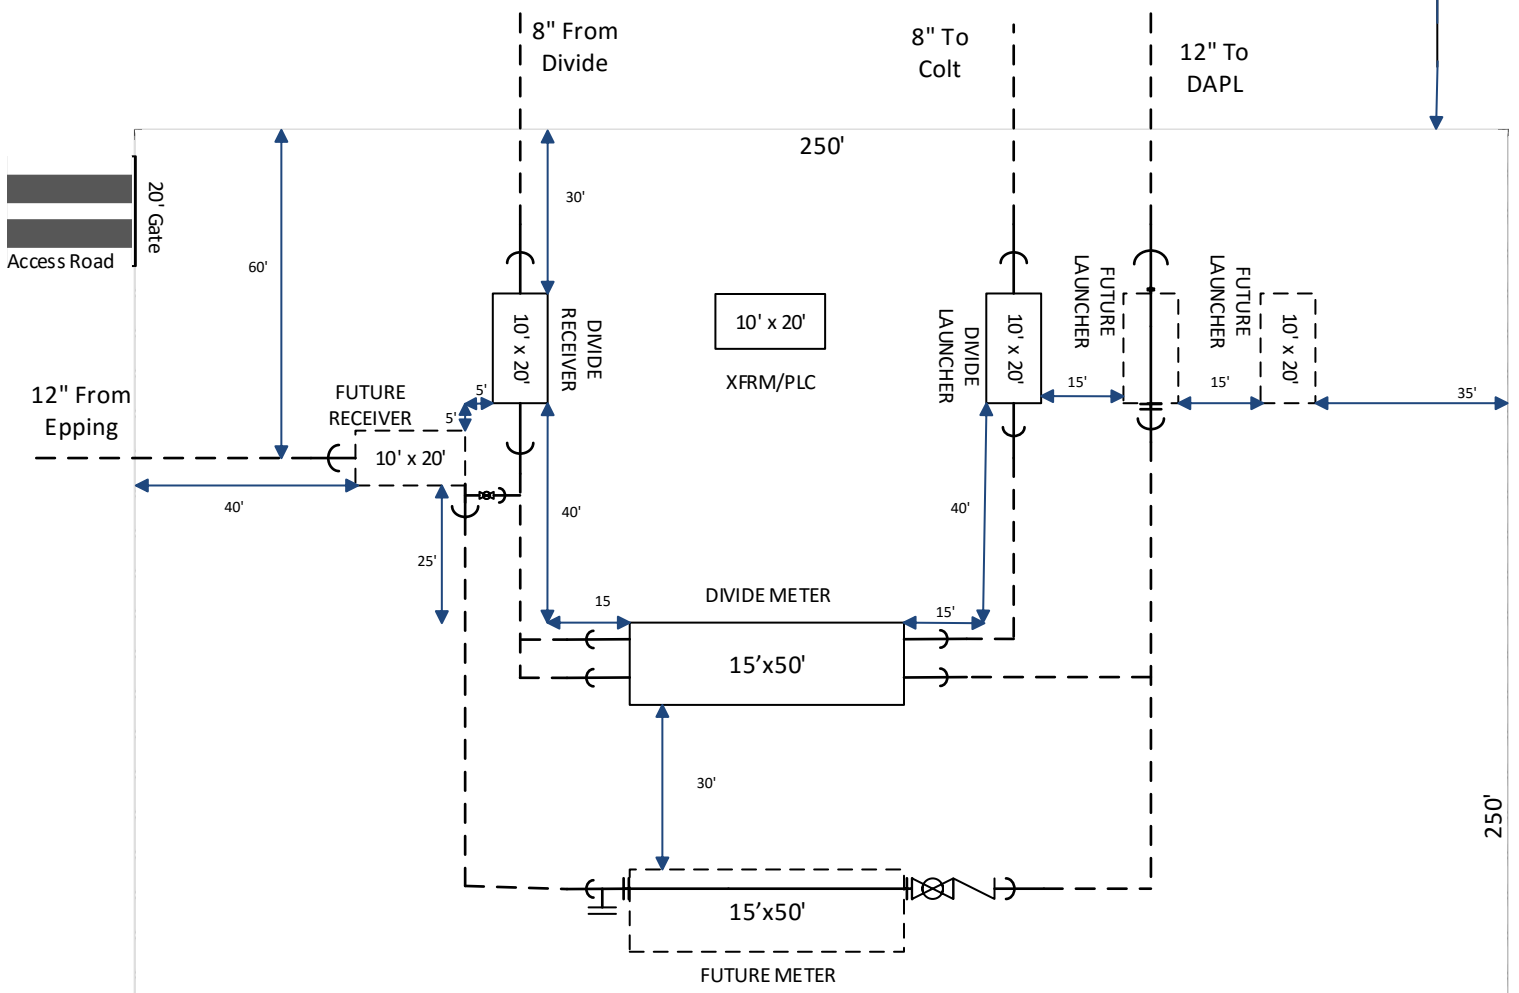 8" From
Divide
8" To
Colt
12" To
DAPL
250'
20' Gate
Access Road
60'
30'
10' x 20'
DIVIDE
RECEIVER
10' x 20'
XFRM/PLC
DIVIDE
LAUNCHER
10' x 20'
FUTURE
LAUNCHER
15'
FUTURE
LAUNCHER
15'
10' x 20'
35'
12" From
Epping
FUTURE
RECEIVER
5'
5'
10' x 20'
40'
25'
40'
40'
15
DIVIDE METER
15'
15'x50'
30'
250'
15'x50'
FUTURE METER